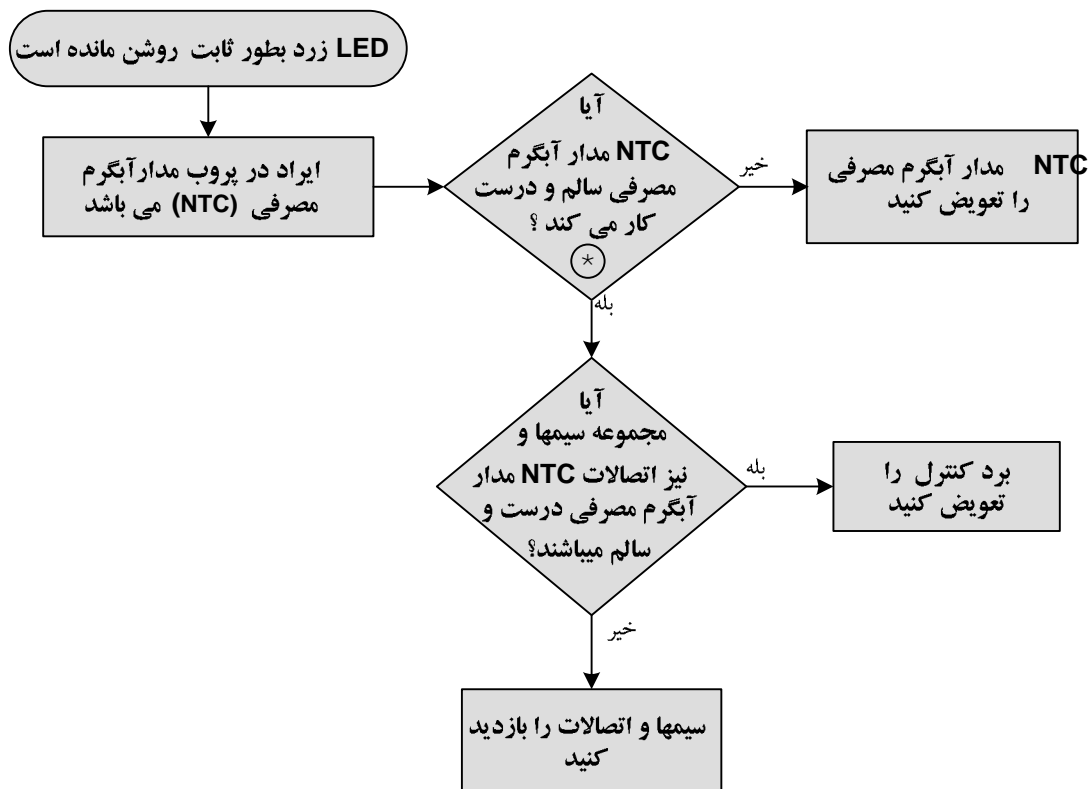 LED زرد بطور ثابت روشن مانده است
ایراد در پروب مدارآبگرم
مصرفی (NTC) می باشد
آیا
NTC مدار آبگرم
مصرفی سالم و درست
کار می کند ؟
*
خیر
NTC مدار آبگرم مصرفی
را تعویض کنید
بله
آیا
مجموعه سیمها و
نیز اتصالات NTC مدار
آبگرم مصرفی درست و
سالم میباشند؟
بله
برد کنترل را
تعویض کنید
خیر
سیمها و اتصالات را بازدید
کنید